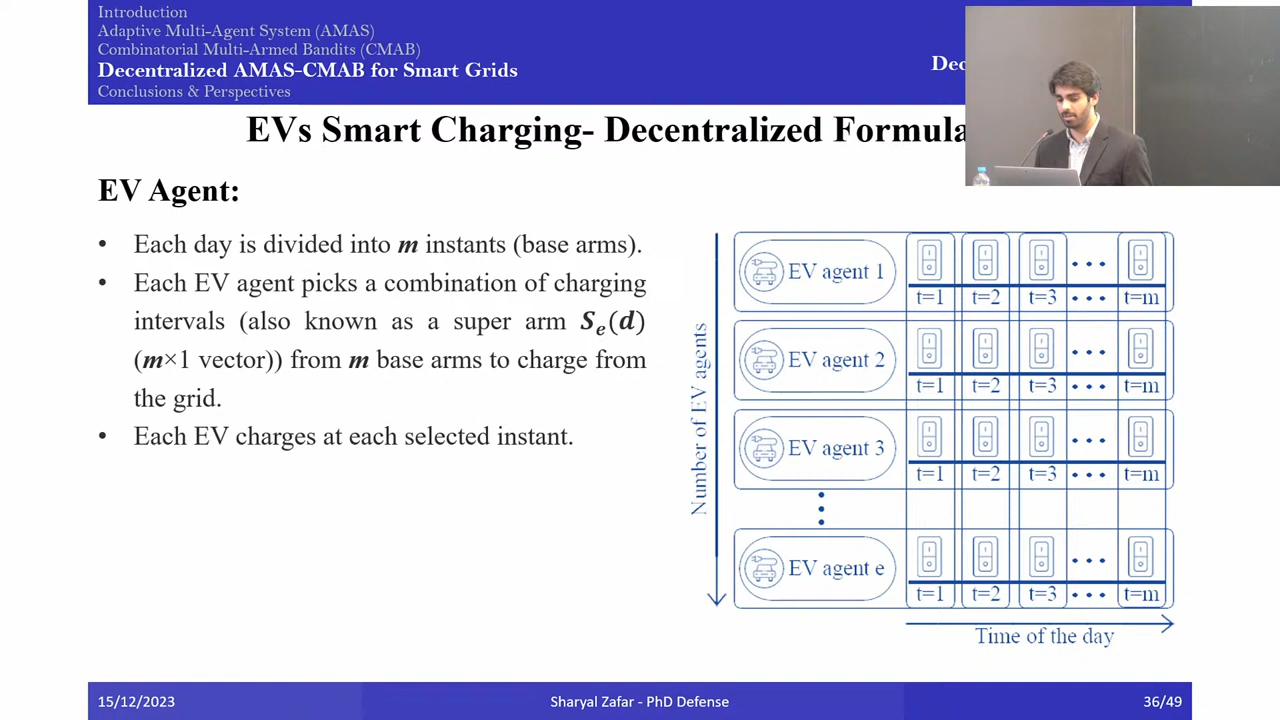 Introduction
Adaptive Multi-Agent System (AMAS)
Combinatorial Multi-Armed Bandits (CMAB)
Decentralized AMAS-CMAB for Smart Grids
Conclusions & Perspectives
EVs Smart Charging- Decentralized
EV Agent:
• Each day is divided into m instants (base arms).
• Each EV agent picks a combination of charging
intervals (also known as a super arm Se(d)
(m×1 vector)) from m base arms to charge from
the grid.
• Each EV charges at each selected instant.
Number of EV agents
EV agent 1
t=1 t=2 t=3 • • • t=m
EV agent 2
t=1 t=2 t=3 • • • t=m
EV agent 3
t=1 t=2 t=3 • • • t=m
EV agent e
t=1 t=2 t=3 • • • t=m
Time of the day
15/12/2023
Sharyal Zafar - PhD Defense
36/49